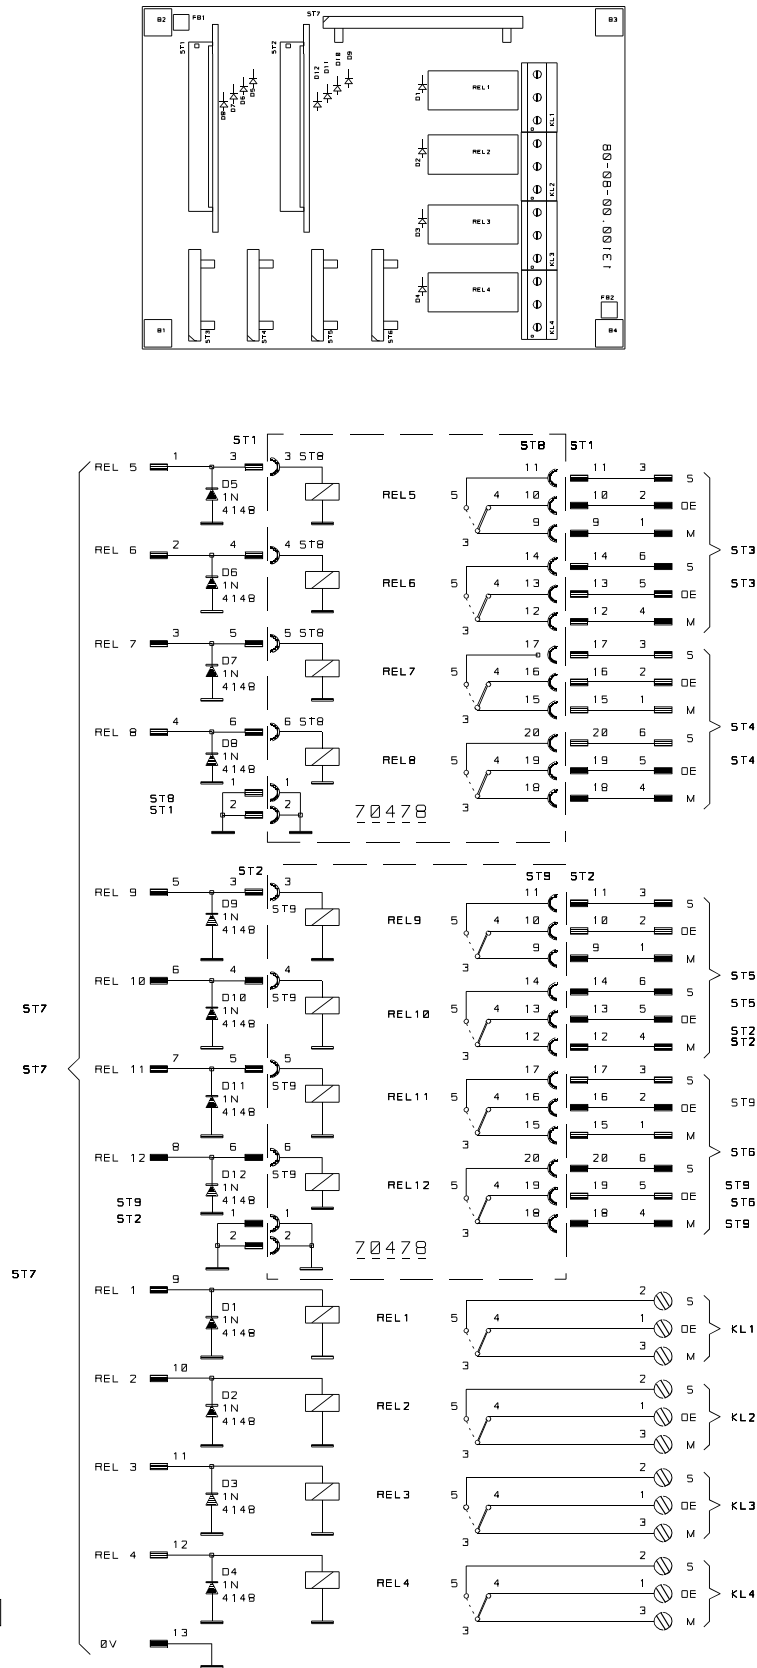 B2 FB1 ST7 B3
ST1 ST2
D8 D7 D6 D5
D12 D11 D10 D9
D1 REL1 KL1
D2 REL2 KL2
D3 REL3 KL3
D4 REL4 KL4
80-08-00.00131
FB2
B1 ST3 ST4 ST5 ST6 B4
ST1 ST8 ST1
REL 5 1 3 3 ST8 11 11 3 S
D5 REL5 5 4 10 10 2 OE
1N 9 9 1 M
4148 3
ST3
REL 6 2 4 4 ST8 14 14 6 S
D6 REL6 5 4 13 13 5 OE
ST3
1N 12 12 4 M
4148 3
REL 7 3 5 5 ST8 17 17 3 S
D7 REL7 5 4 16 16 2 OE
1N 15 15 1 M
4148 3
ST4
REL 8 4 6 6 ST8 20 20 6 S
D8 REL8 5 4 19 19 5 OE
ST4
1N
4148
1 1 18 18 4 M
ST8 3
ST1 2 2
70478
ST2 ST9 ST2
REL 9 5 3 3 11 11 3 S
D9 ST9 REL9 5 4 10 10 2 OE
1N
4148 3 9 9 1 M
REL 10 6 4 4 14 14 6 S
ST5
ST5
D10 ST9 REL10 5 4 13 13 5 OE
ST7
1N
4148 3 12 12 4 M
ST2
ST2
ST7 REL 11 7 5 5 17 17 3 S
D11 ST9 REL11 5 4 16 16 2 OE
ST9
1N
4148 3 15 15 1 M
ST6
REL 12 8 6 6 20 20 6 S
D12 ST9 REL12 5 4 19 19 5 OE
ST9
ST6
1N
4148
ST9 1 1 3 18 18 4 M
ST9
ST2 2 2
70478
ST7
REL 1 9 2 S
D1 REL1 5 4 1 OE KL1
1N
4148 3 3 M
REL 2 10 2 S
D2 REL2 5 4 1 OE KL2
1N
4148 3 3 M
REL 3 11 2 S
D3 REL3 5 4 1 OE KL3
1N
4148 3 3 M
REL 4 12 2 S
D4 REL4 5 4 1 OE KL4
1N
4148 3 3 M
0V 13